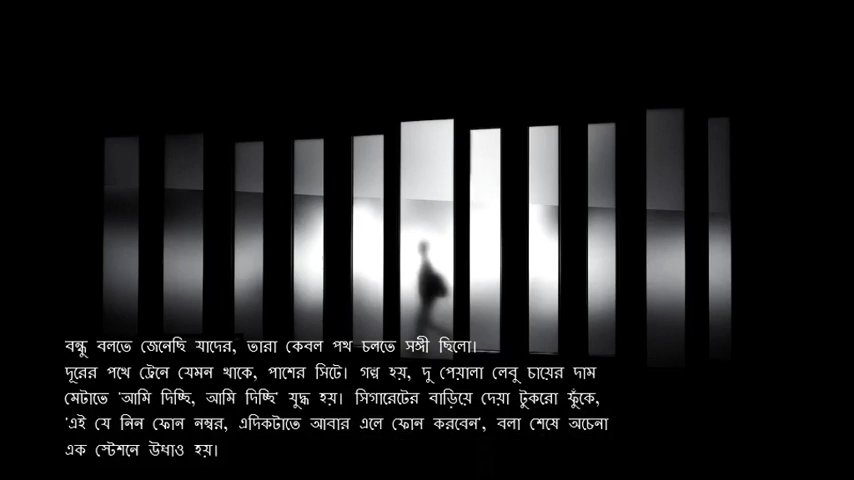 বন্ধু বলতে জেনেছি যাদের, তারা কেবল পথ চলতে সঙ্গী ছিলো।
দূরের পথে ট্রেনে যেমন থাকে, পাশের সিটে। গল্প হয়, দু পেয়ালা লেবু চায়ের দাম
মেটাতে 'আমি দিচ্ছি, আমি দিচ্ছি' যুদ্ধ হয়। সিগারেটের বাড়িয়ে দেয়া টুকরো ফুঁকে,
'এই যে নিন ফোন নম্বর, এদিকটাতে আবার এলে ফোন করবেন', বলা শেষে অচেনা
এক স্টেশনে উধাও হয়।